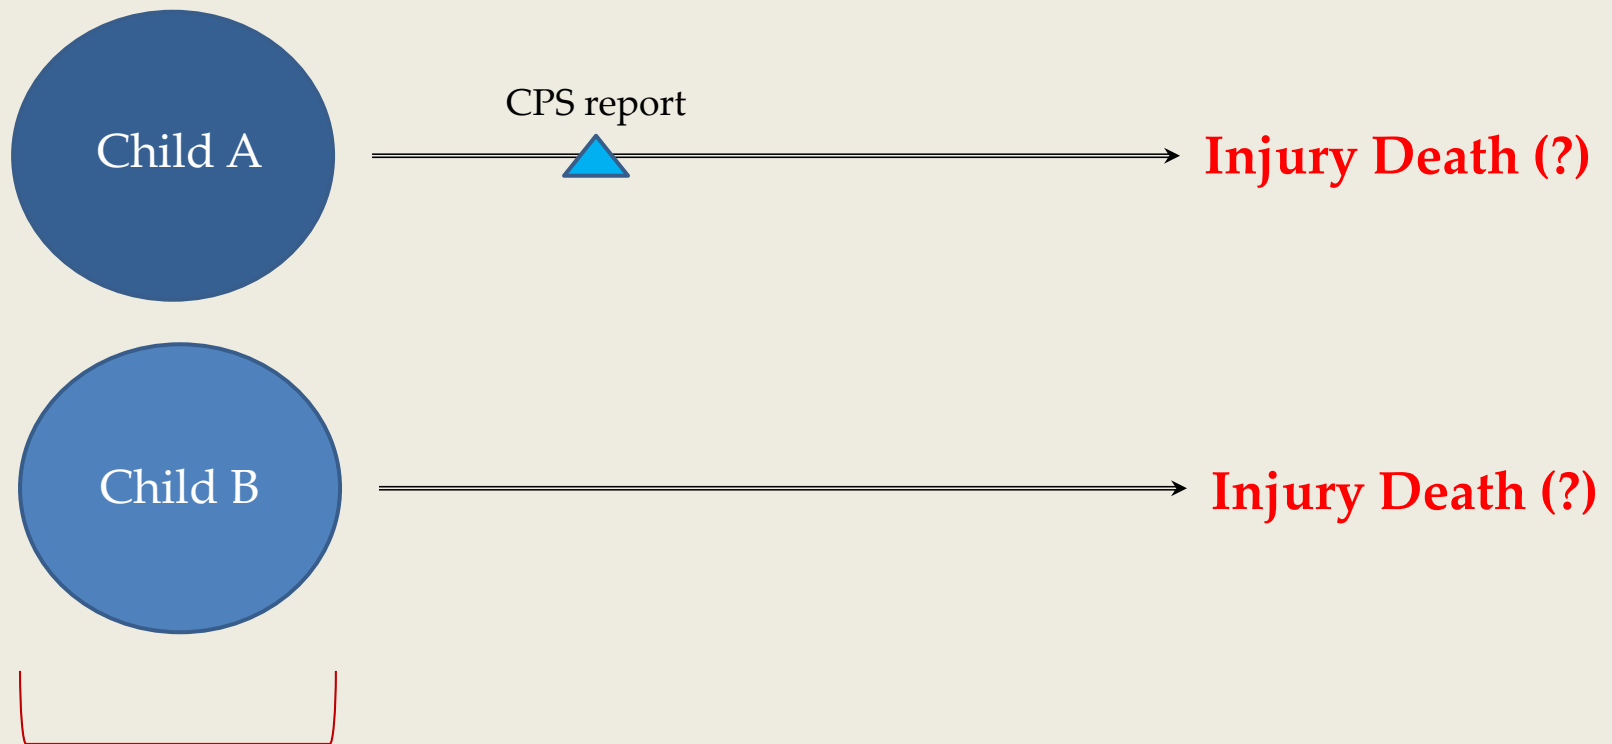 CPS report
Child A
Injury Death (?)
Child B
Injury Death (?)